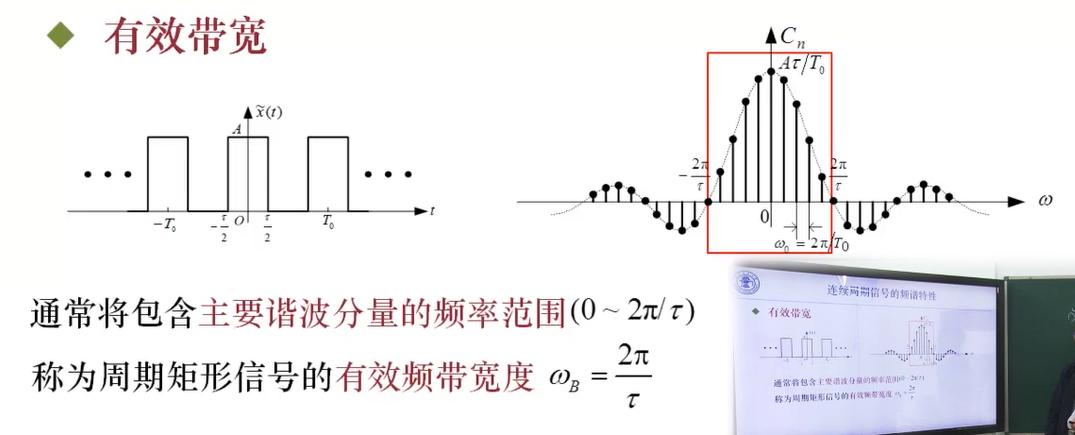 有效带宽
x̃(t)
A
-T₀
-τ/2
O
τ/2
T₀
t
Cₙ
Aτ/T₀
-2π/τ
2π/τ
0
ω
ω₀ = 2π/T₀
通常将包含主要谐波分量的频率范围(0 ~ 2π/τ)
称为周期矩形信号的有效频带宽度 ω_B = 2π/τ
连续周期信号的频谱特性
有效带宽
通常将包含主要谐波分量的频率范围(0 ~ 2π/τ)
称为周期矩形信号的有效频带宽度 ω_B = 2π/τ